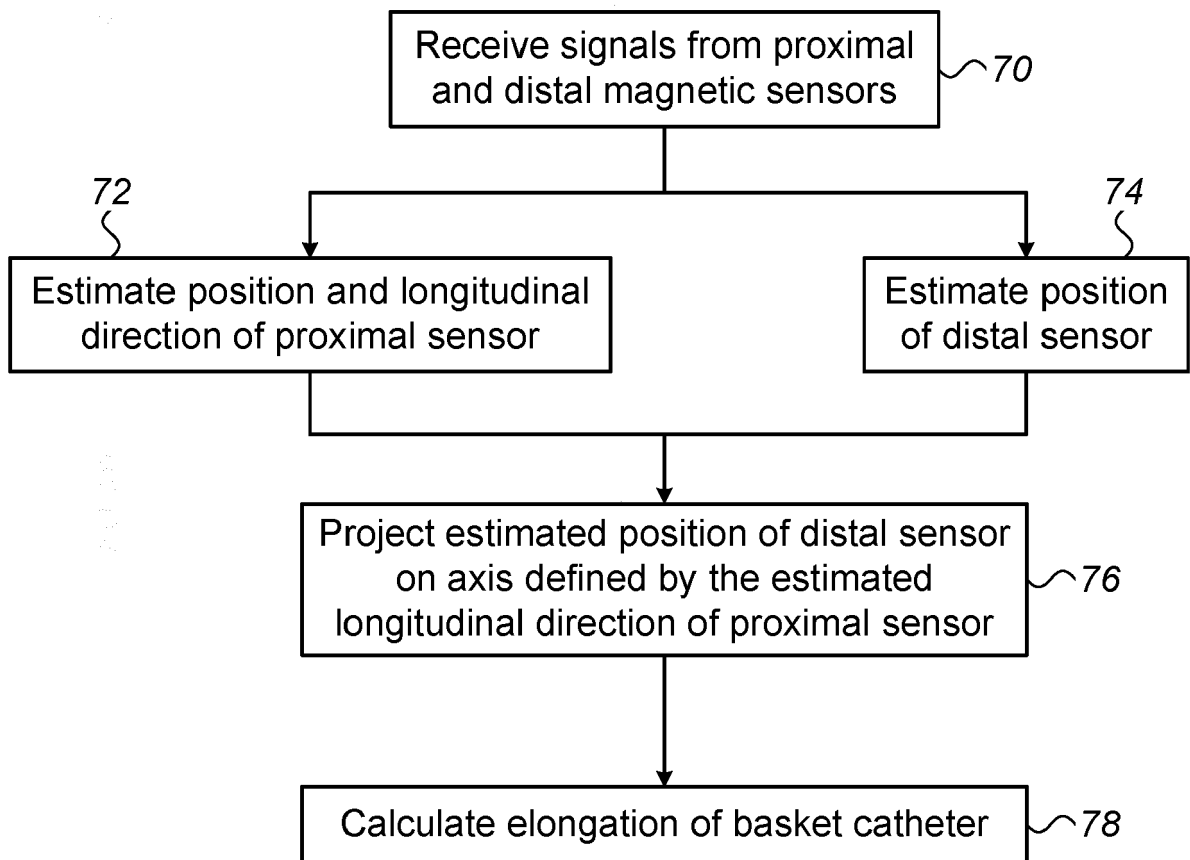 Receive signals from proximal
and distal magnetic sensors
70
72
74
Estimate position and longitudinal
direction of proximal sensor
Estimate position
of distal sensor
Project estimated position of distal sensor
on axis defined by the estimated
longitudinal direction of proximal sensor
76
Calculate elongation of basket catheter
78